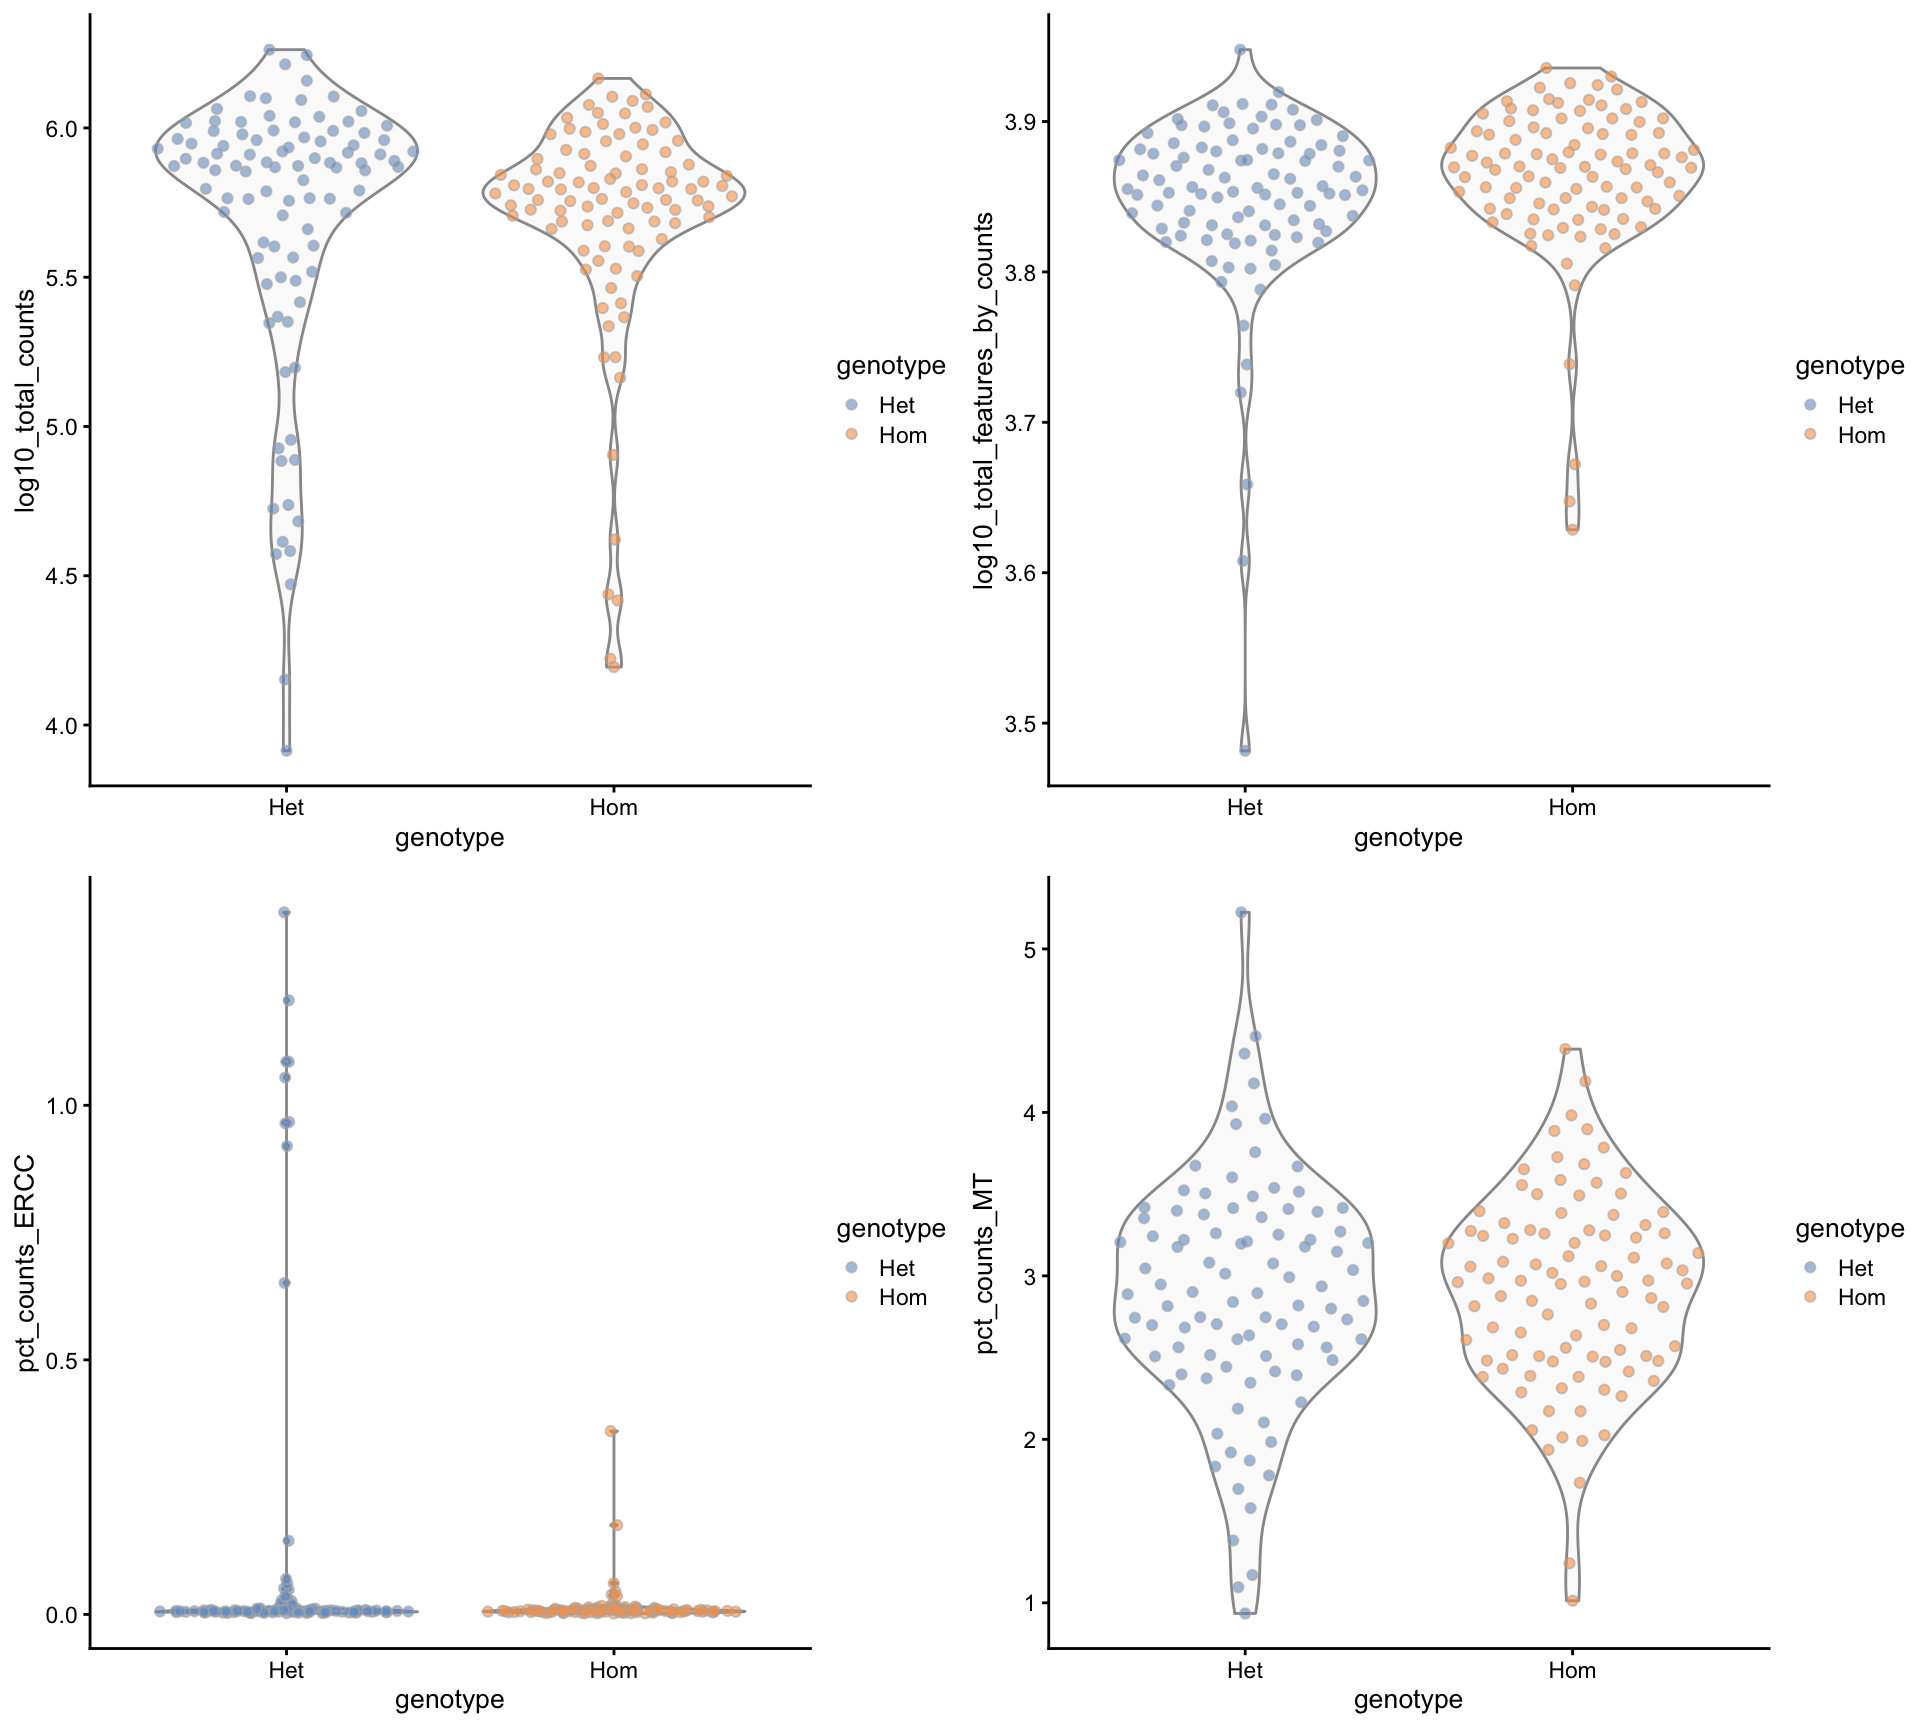 log10_total_counts
6.0
5.5
5.0
4.5
4.0
Het
Hom
genotype
genotype
Het
Hom
log10_total_features_by_counts
3.9
3.8
3.7
3.6
3.5
Het
Hom
genotype
genotype
Het
Hom
pct_counts_ERCC
1.0
0.5
0.0
Het
Hom
genotype
genotype
Het
Hom
pct_counts_MT
5
4
3
2
1
Het
Hom
genotype
genotype
Het
Hom